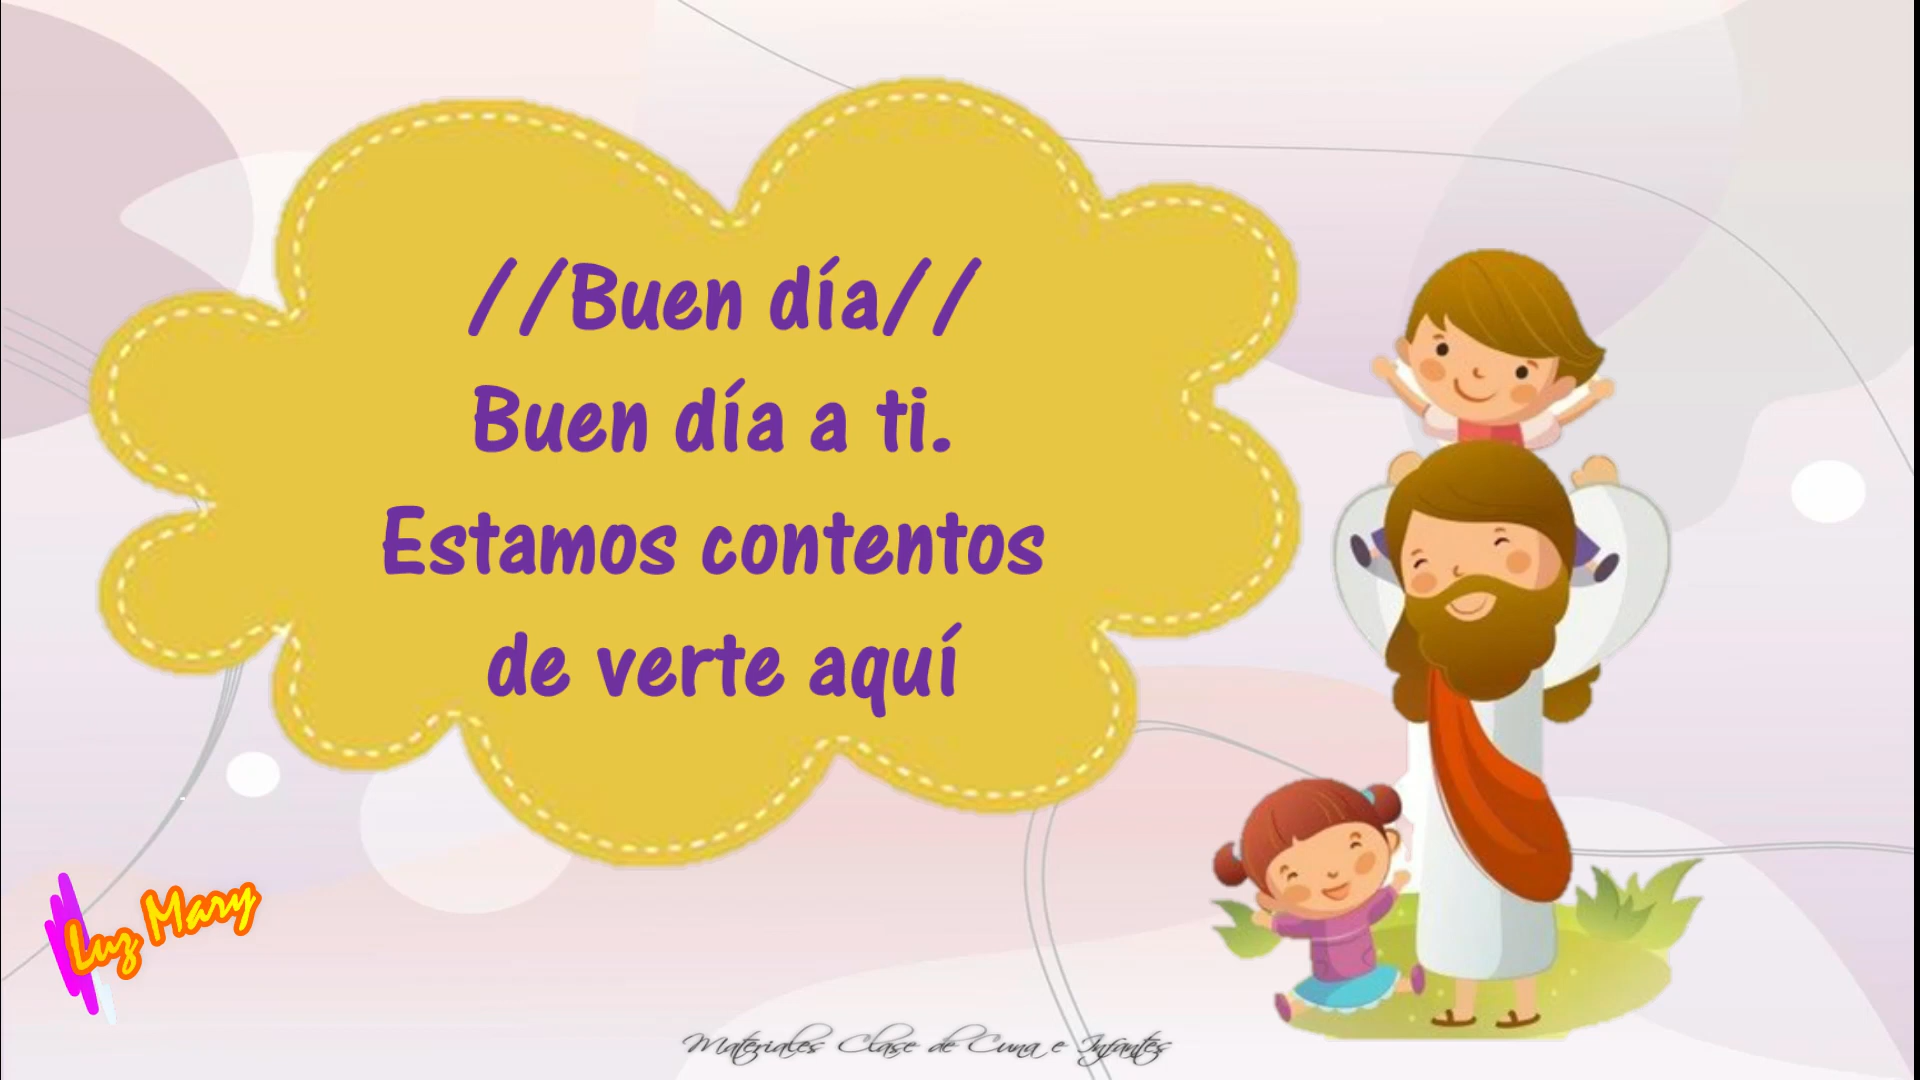 //Buen día//
Buen día a ti.
Estamos contentos
de verte aquí
Luz Mary
Materiales Clase de Cuna e Infantes